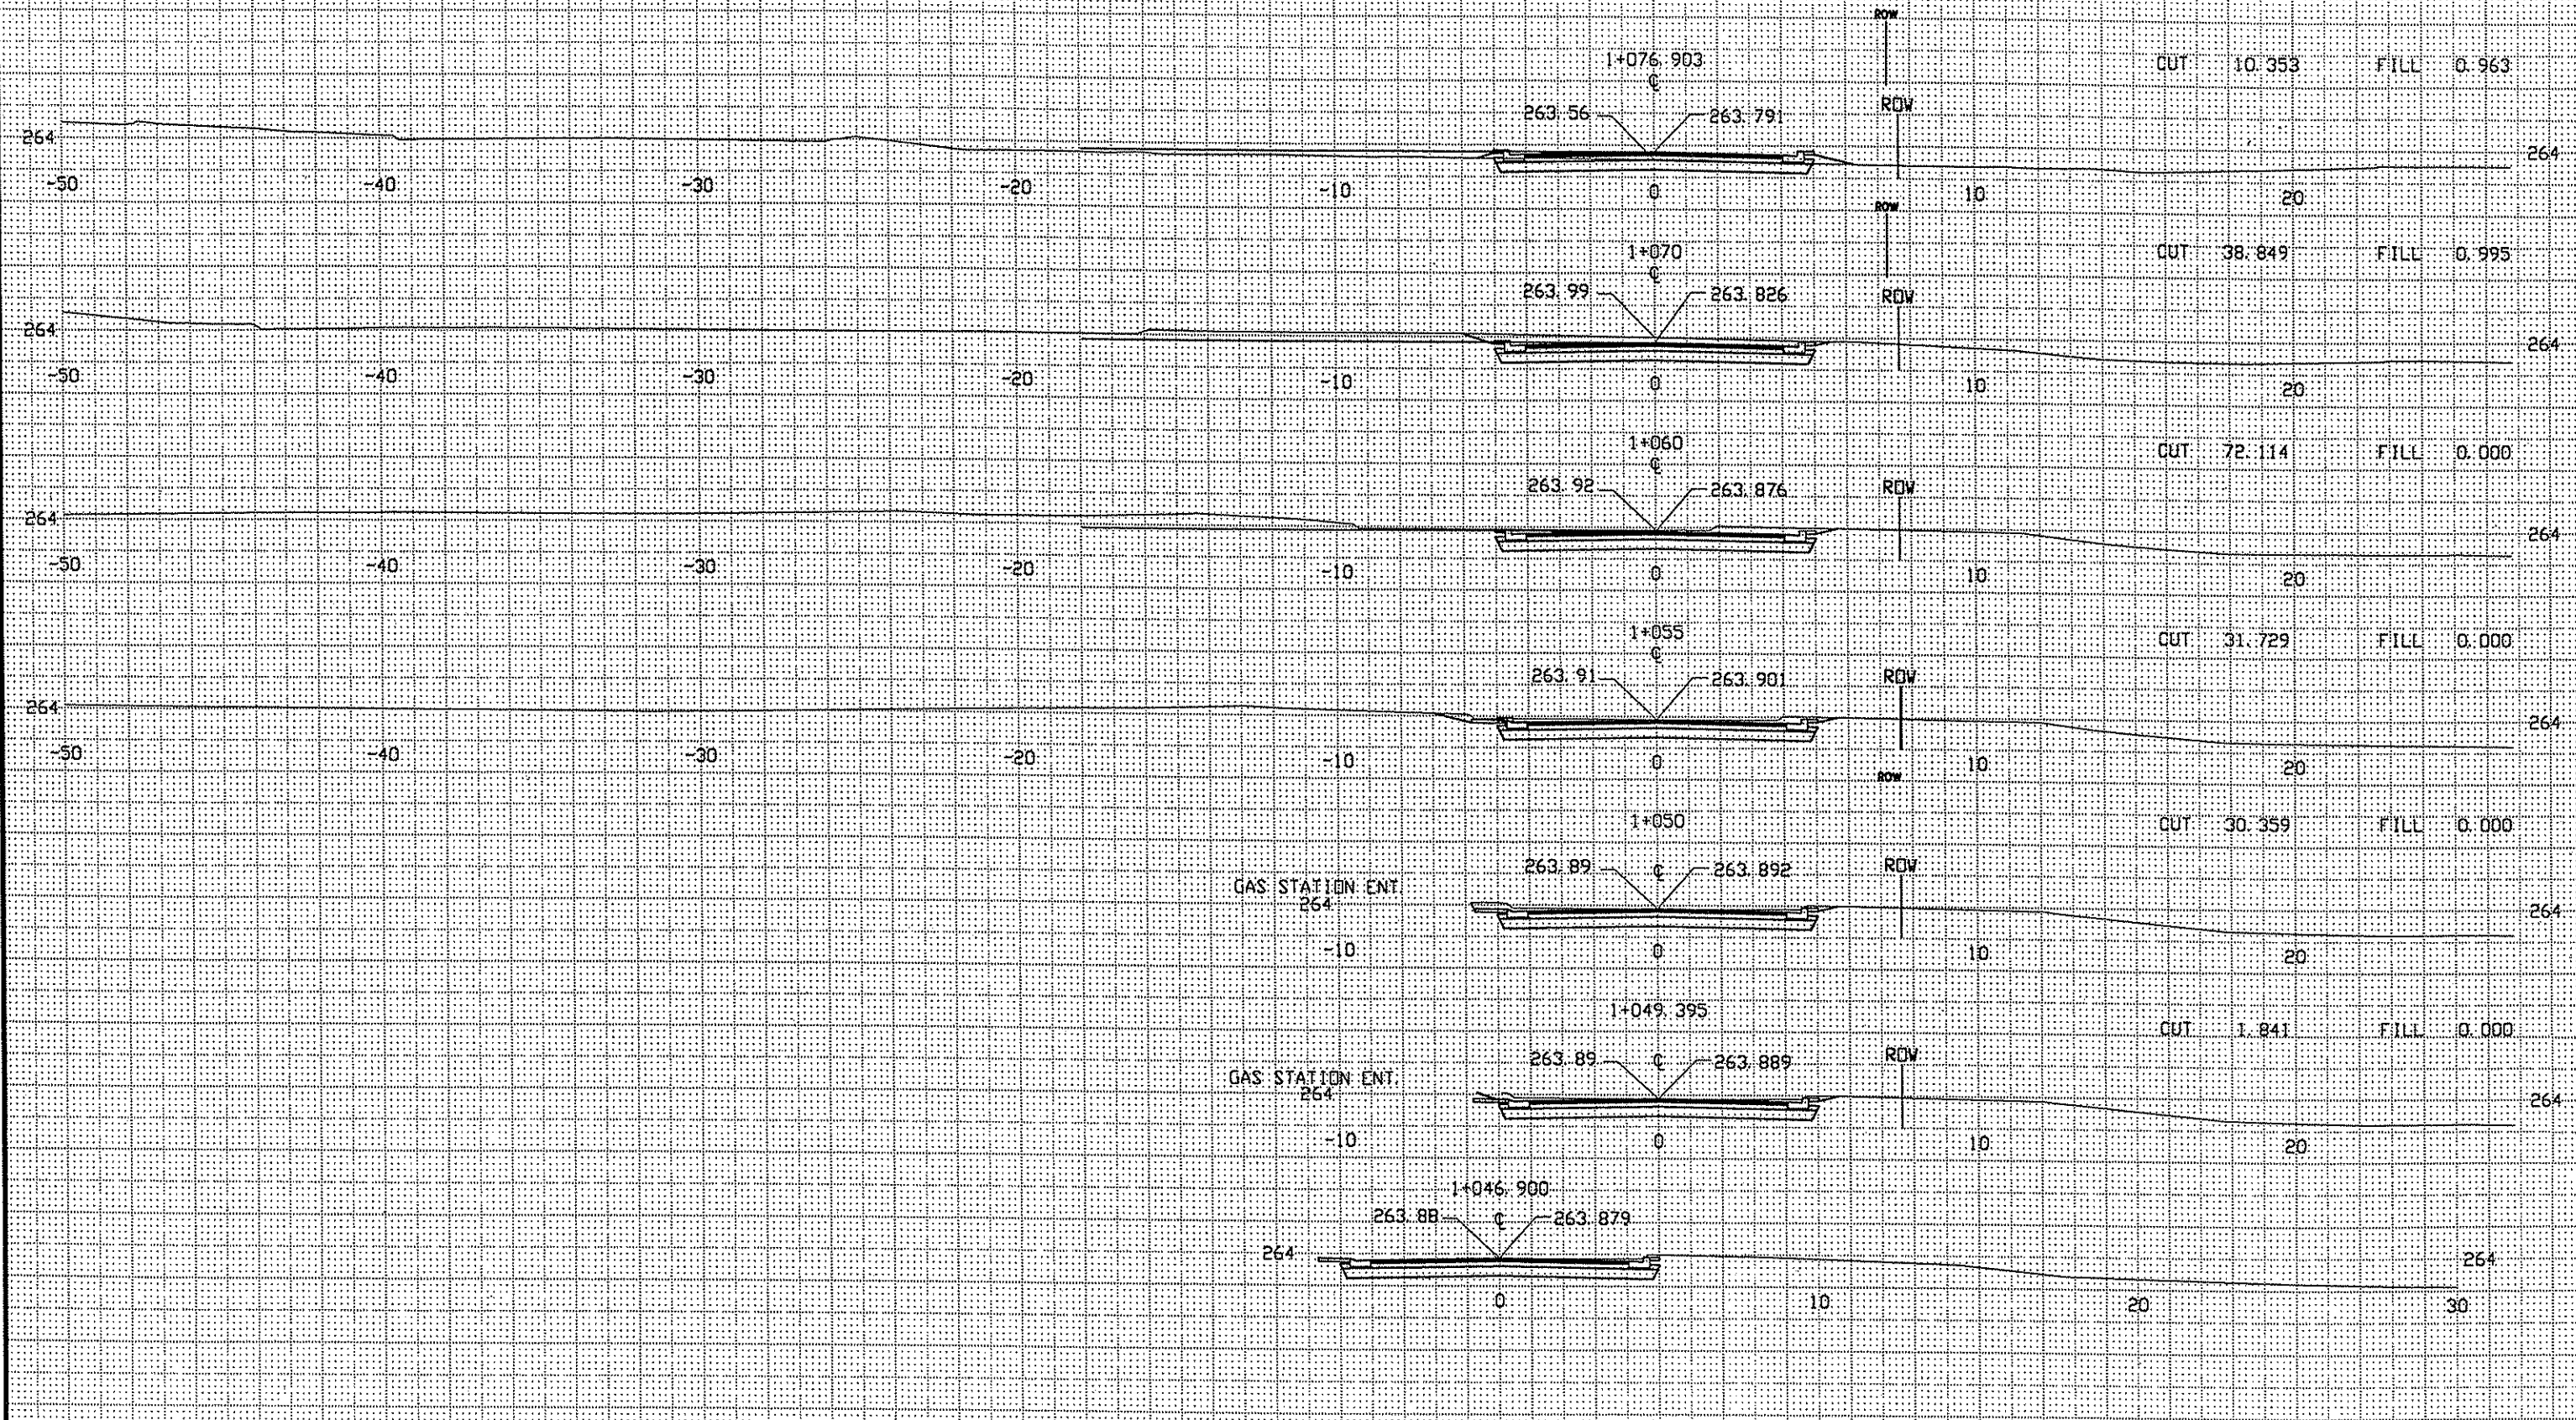 ROW
1+076.903 CUT 10.353 FILL 0.963
℄
ROW
263.56 263.791
264 264
-50 -40 -30 -20 -10 0 10 20
ROW
1+070 CUT 38.849 FILL 0.995
℄
263.99 263.826 ROW
264 264
-50 -40 -30 -20 -10 0 10 20
1+060 CUT 72.114 FILL 0.000
℄
263.92 263.876 ROW
264 264
-50 -40 -30 -20 -10 0 10 20
1+055 CUT 31.729 FILL 0.000
℄
263.91 263.901 ROW
264 264
-50 -40 -30 -20 -10 0 10 20
ROW
1+050 CUT 30.359 FILL 0.000
263.89 ℄ 263.892 ROW
GAS STATION ENT.
264 264
-10 0 10 20
1+049.395 CUT 1.841 FILL 0.000
263.89 ℄ 263.889 ROW
GAS STATION ENT.
264 264
-10 0 10 20
1+046.900
263.88 ℄ 263.879
264 264
0 10 20 30